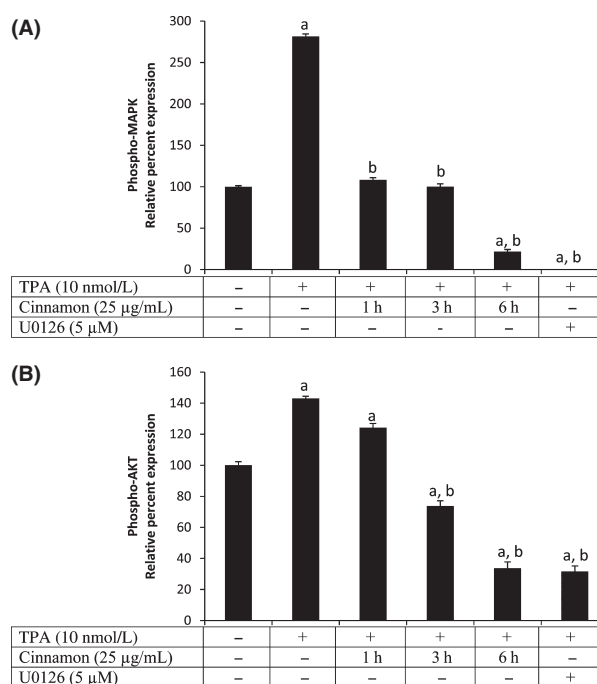 (A)
Phospho-MAPK
Relative percent expression
300
250
200
150
100
50
0
a
b
b
a, b
a, b
TPA (10 nmol/L) – + + + + +
Cinnamon (25 µg/mL) – – 1 h 3 h 6 h –
U0126 (5 µM) – – – - – +
(B)
Phospho-AKT
Relative percent expression
160
140
120
100
80
60
40
20
0
a
a
a, b
a, b
a, b
TPA (10 nmol/L) – + + + + +
Cinnamon (25 µg/mL) – – 1 h 3 h 6 h –
U0126 (5 µM) – – – – – +